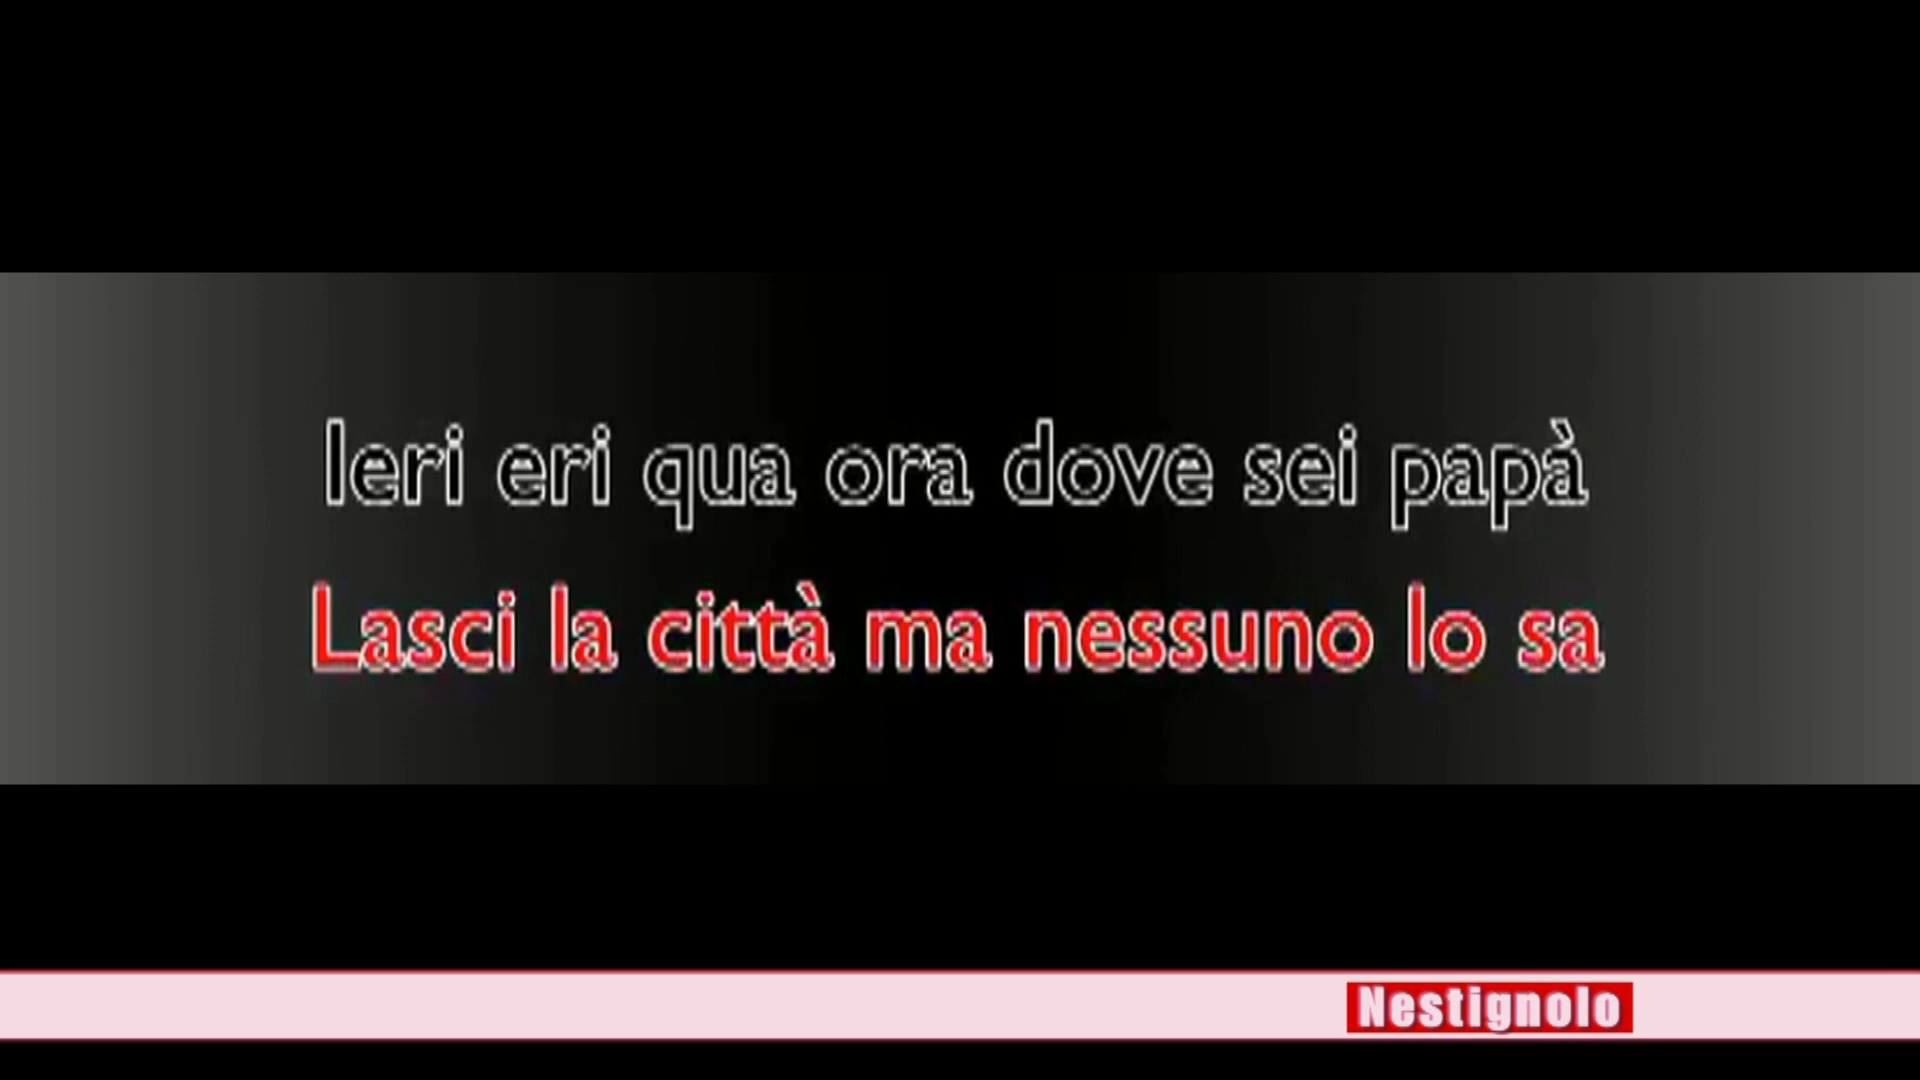 Ieri eri qua ora dove sei papà
Lasci la città ma nessuno lo sa
Nestignolo